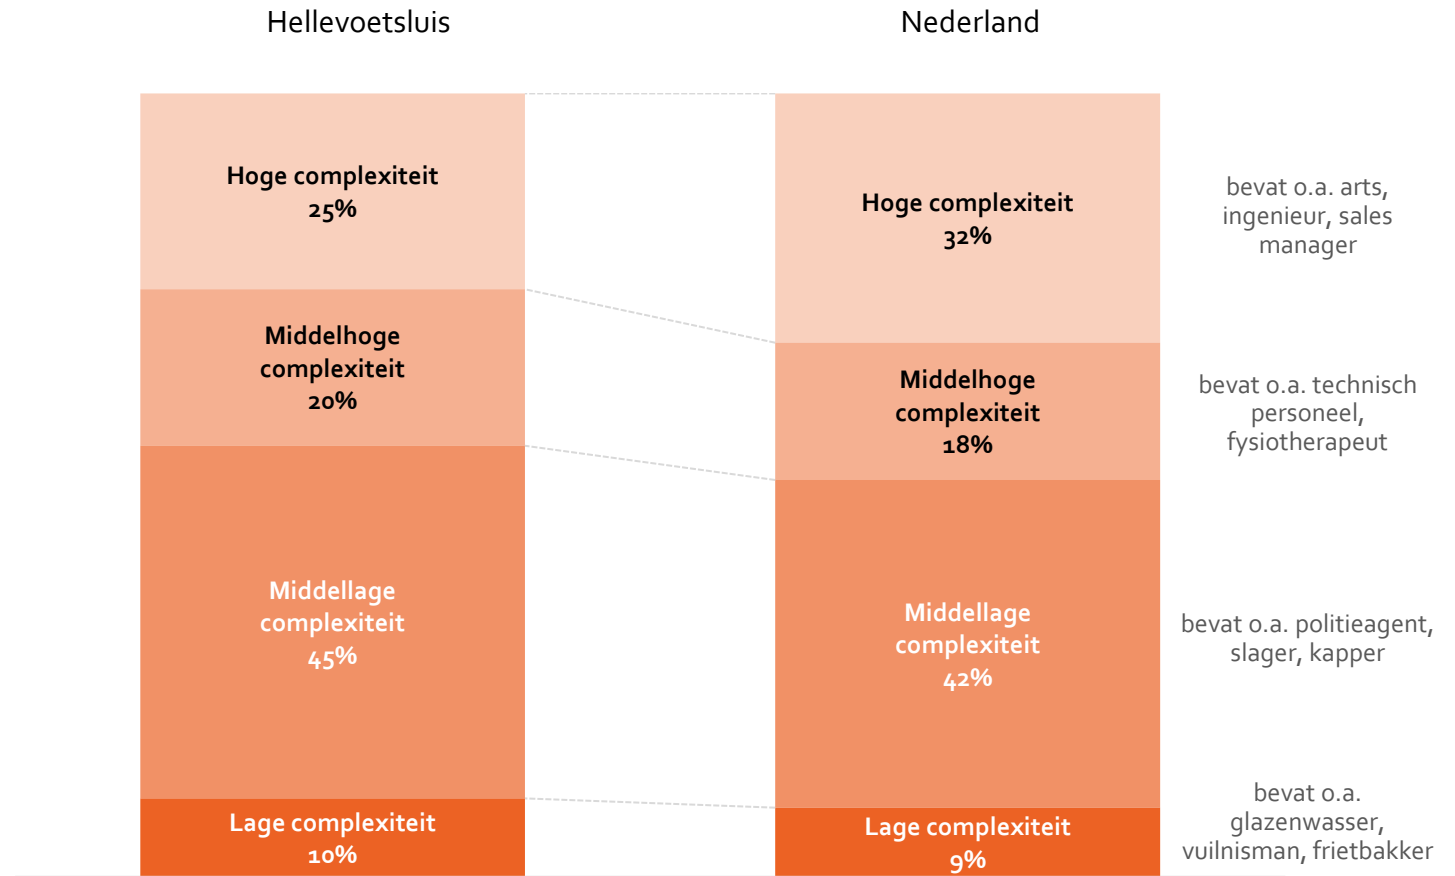 Hellevoetsluis
Nederland
Hoge complexiteit
25%
Middelhoge
complexiteit
20%
Middellage
complexiteit
45%
Lage complexiteit
10%
Hoge complexiteit
32%
Middelhoge
complexiteit
18%
Middellage
complexiteit
42%
Lage complexiteit
9%
bevat o.a. arts,
ingenieur, sales
manager
bevat o.a. technisch
personeel,
fysiotherapeut
bevat o.a. politieagent,
slager, kapper
bevat o.a.
glazenwasser,
vuilnisman, frietbakker